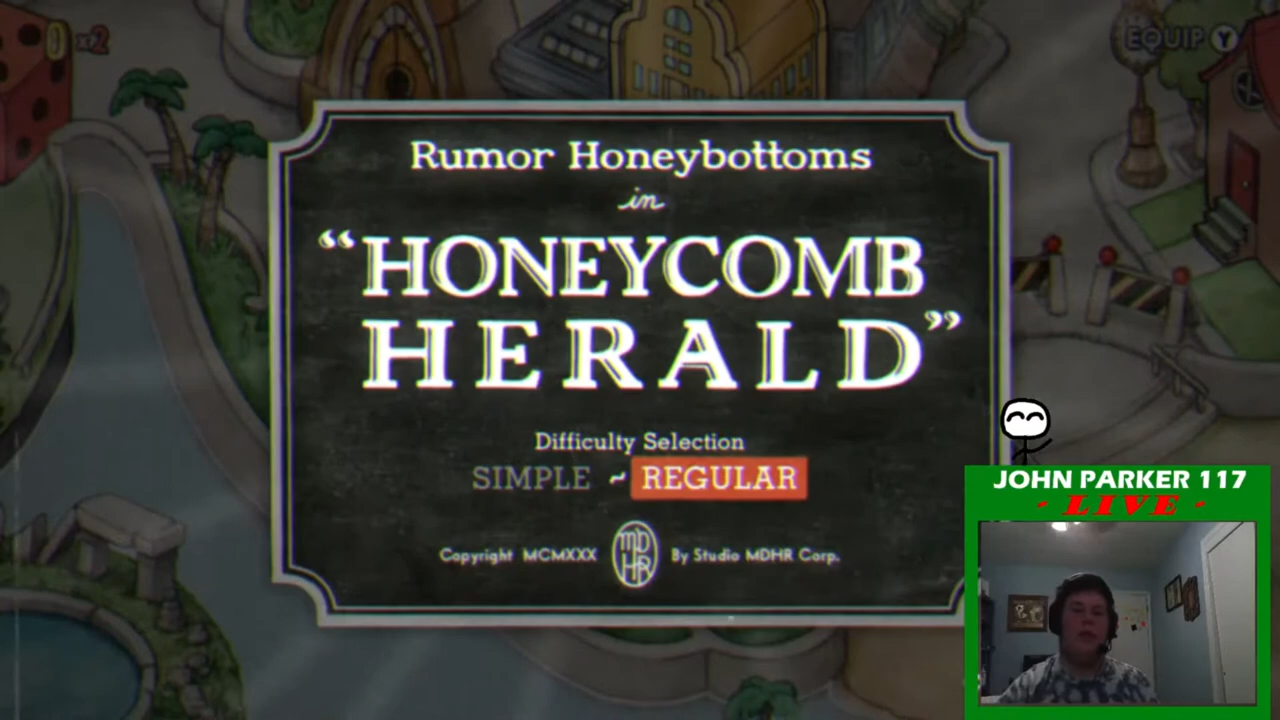 x2
EQUIP Y
Rumor Honeybottoms
in
“HONEYCOMB
HERALD”
Difficulty Selection
SIMPLE ~ REGULAR
Copyright MCMXXX MDHR By Studio MDHR Corp.
JOHN PARKER 117
- LIVE -